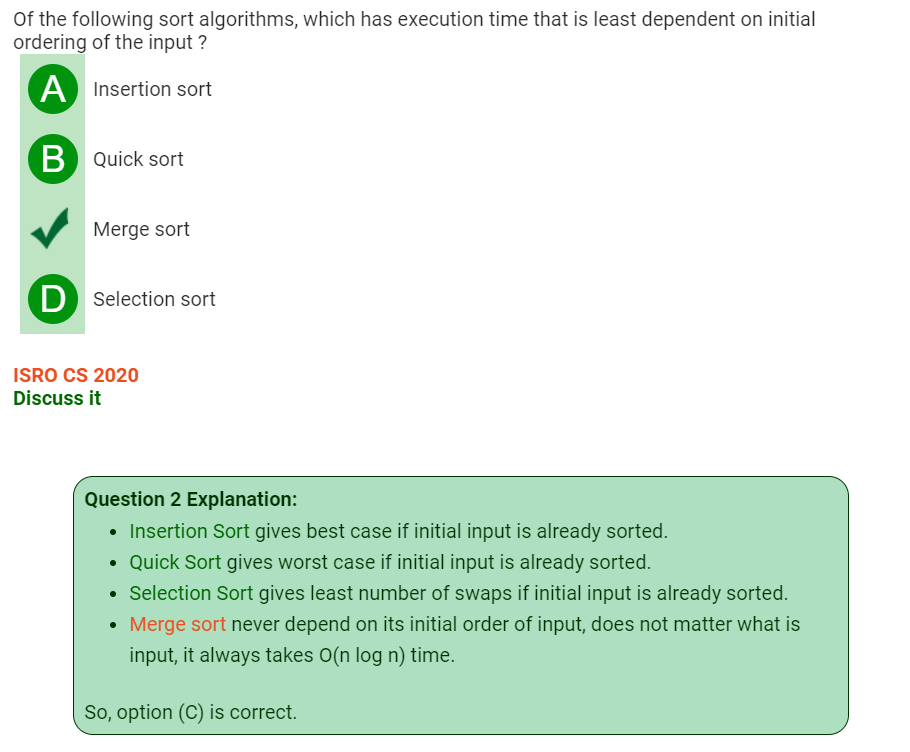 Of the following sort algorithms, which has execution time that is least dependent on initial
ordering of the input ?
A Insertion sort
B Quick sort
Merge sort
D Selection sort
ISRO CS 2020
Discuss it
Question 2 Explanation:
• Insertion Sort gives best case if initial input is already sorted.
• Quick Sort gives worst case if initial input is already sorted.
• Selection Sort gives least number of swaps if initial input is already sorted.
• Merge sort never depend on its initial order of input, does not matter what is
input, it always takes O(n log n) time.
So, option (C) is correct.